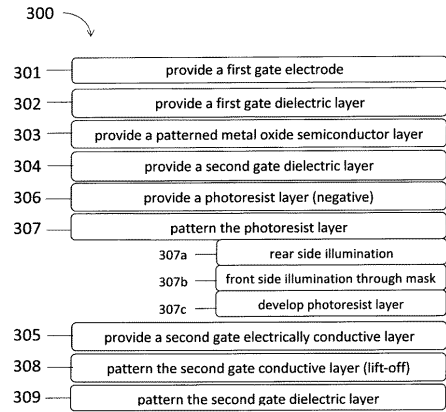 300
301 provide a first gate electrode
302 provide a first gate dielectric layer
303 provide a patterned metal oxide semiconductor layer
304 provide a second gate dielectric layer
306 provide a photoresist layer (negative)
307 pattern the photoresist layer
307a rear side illumination
307b front side illumination through mask
307c develop photoresist layer
305 provide a second gate electrically conductive layer
308 pattern the second gate conductive layer (lift-off)
309 pattern the second gate dielectric layer